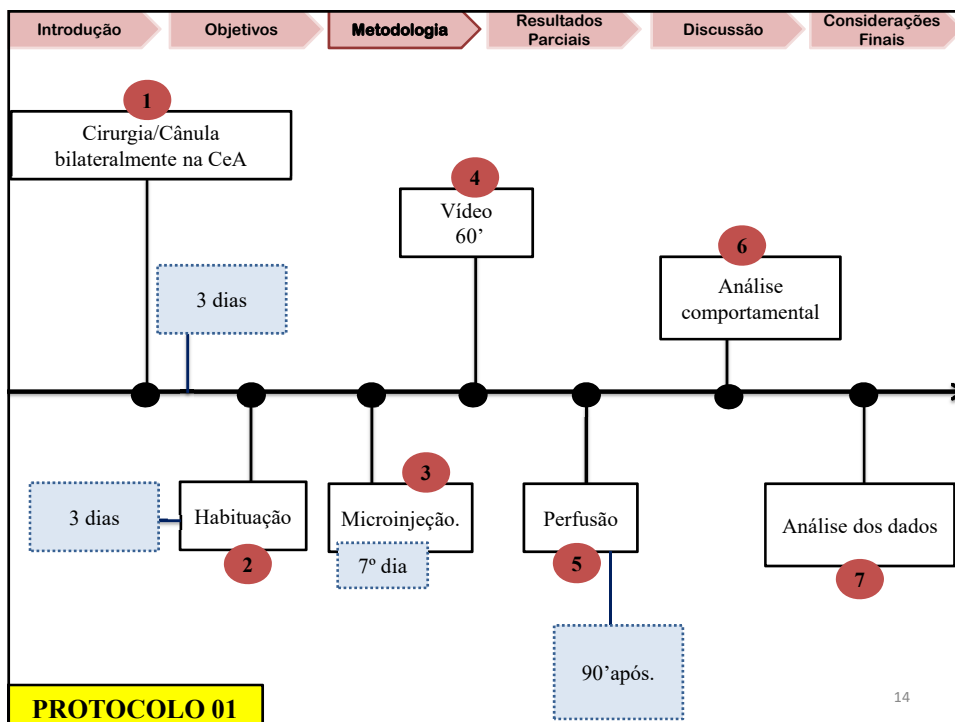 Introdução
Objetivos
Metodologia
Resultados
Parciais
Discussão
Considerações
Finais
1
Cirurgia/Cânula
bilateralmente na CeA
4
Vídeo
60’
6
Análise
comportamental
3 dias
3 dias
Habituação
2
3
Microinjeção.
7º dia
Perfusão
5
Análise dos dados
7
90’após.
PROTOCOLO 01
14